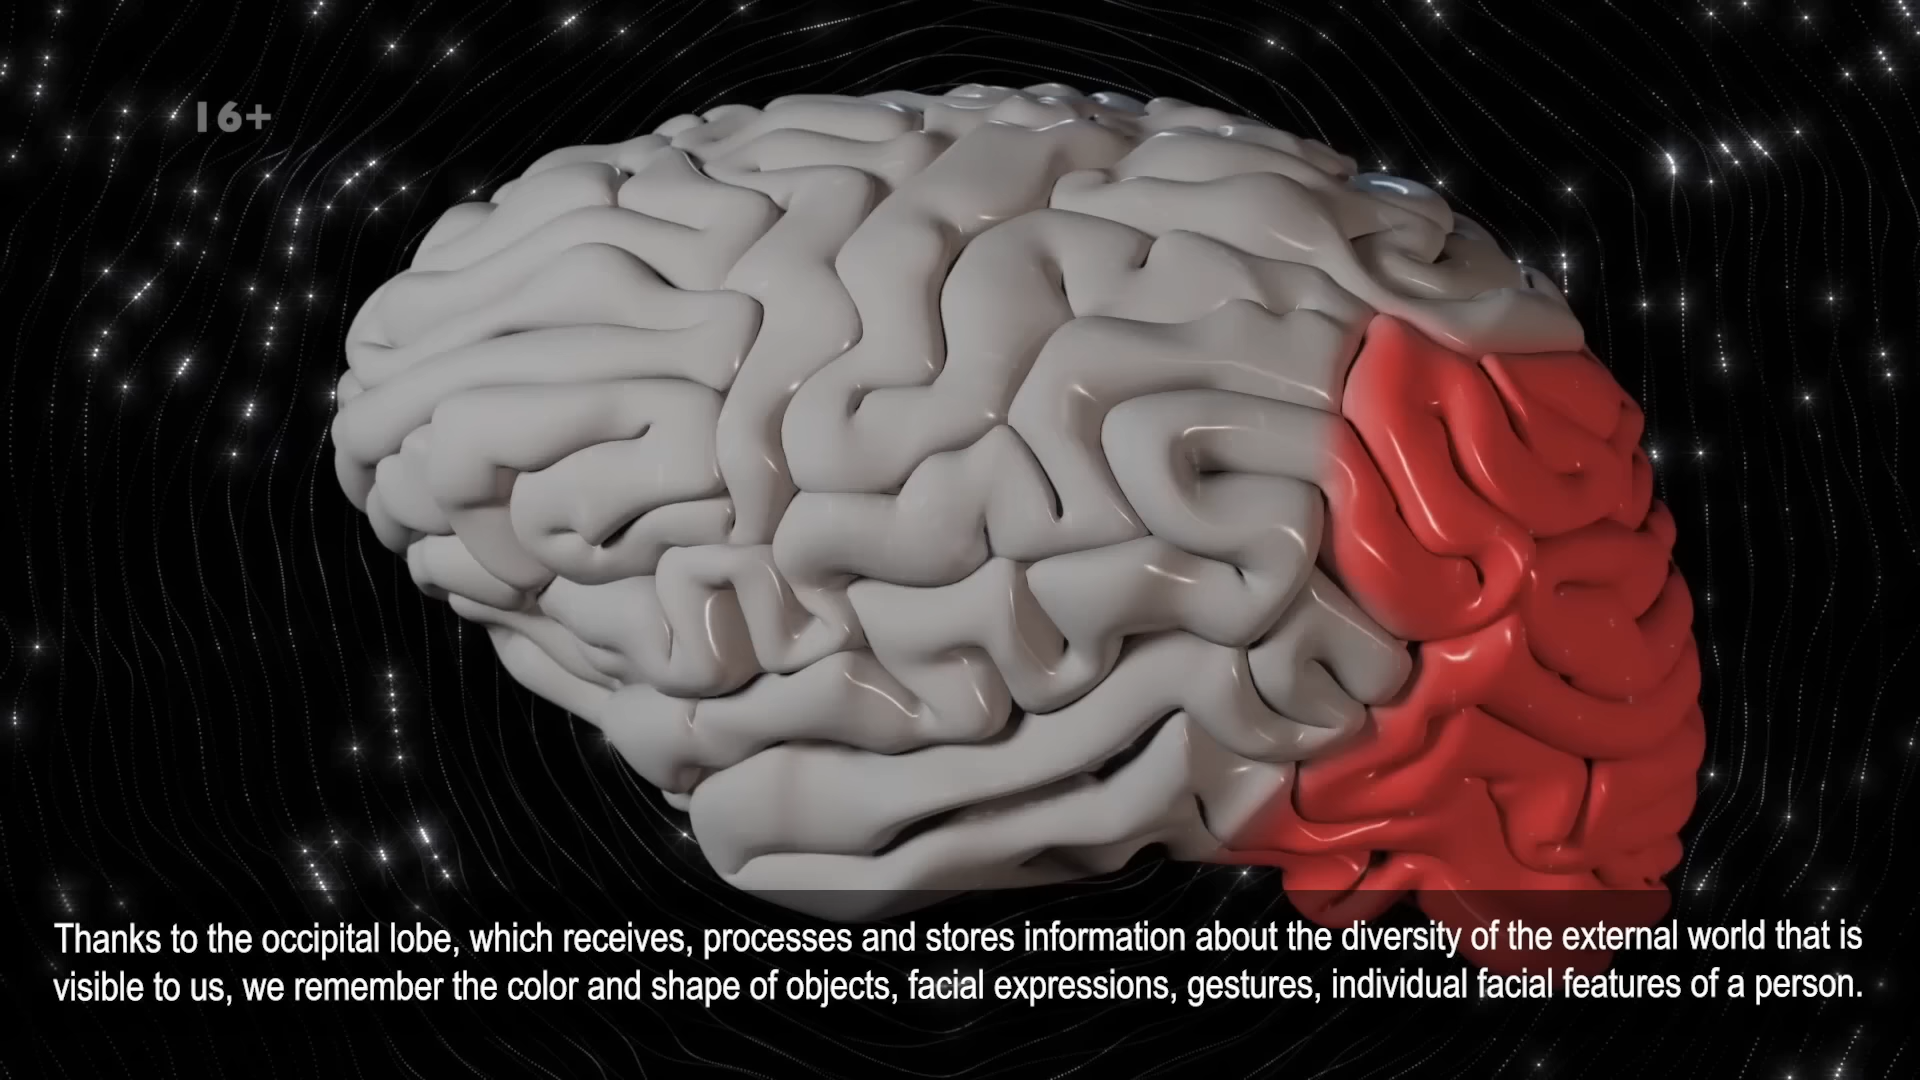 16+
Thanks to the occipital lobe, which receives, processes and stores information about the diversity of the external world that is
visible to us, we remember the color and shape of objects, facial expressions, gestures, individual facial features of a person.